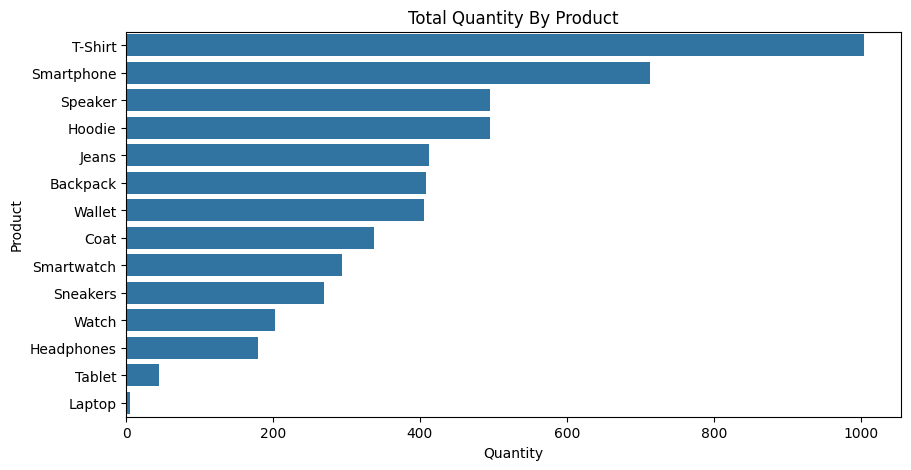 Total Quantity By Product
Product
T-Shirt
Smartphone
Speaker
Hoodie
Jeans
Backpack
Wallet
Coat
Smartwatch
Sneakers
Watch
Headphones
Tablet
Laptop
0 200 400 600 800 1000
Quantity